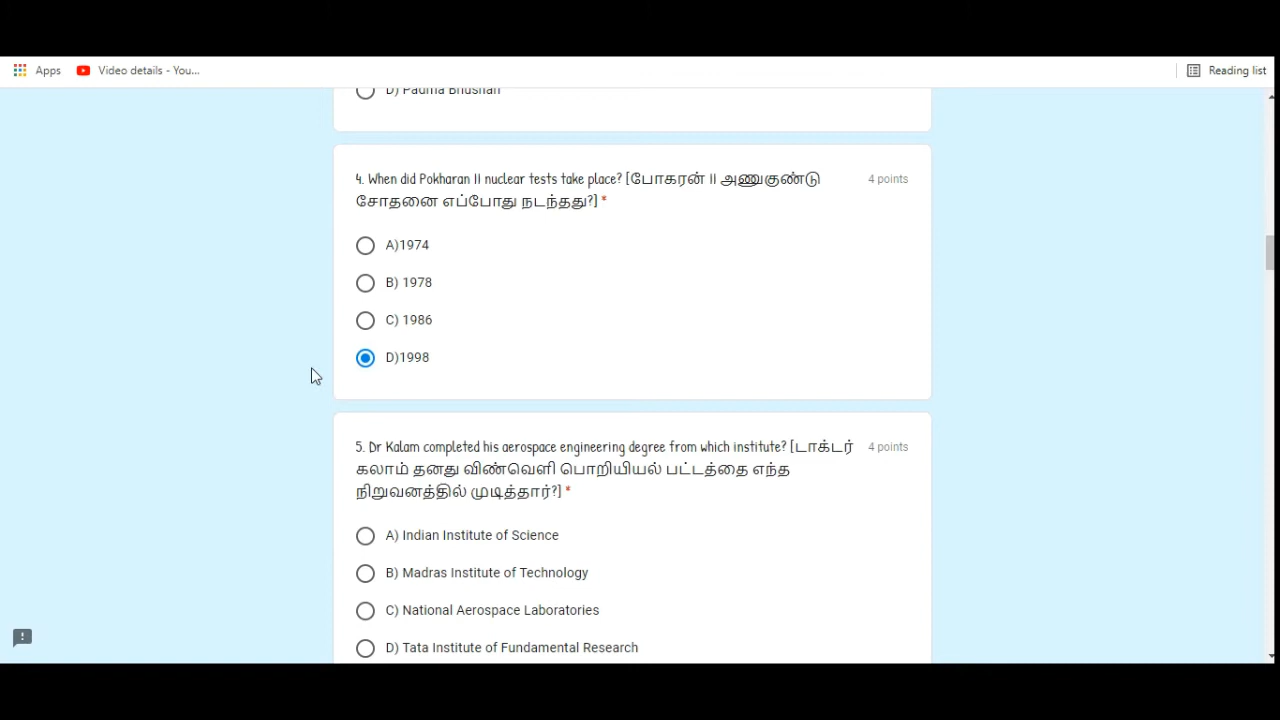 Apps Video details - You... Reading list
D) Padma Bhushan
4. When did Pokharan II nuclear tests take place? [போகரன் II அணுகுண்டு 4 points
சோதனை எப்போது நடந்தது?] *
A)1974
B) 1978
C) 1986
D)1998
5. Dr Kalam completed his aerospace engineering degree from which institute? [டாக்டர் 4 points
கலாம் தனது விண்வெளி பொறியியல் பட்டத்தை எந்த
நிறுவனத்தில் முடித்தார்?] *
A) Indian Institute of Science
B) Madras Institute of Technology
C) National Aerospace Laboratories
D) Tata Institute of Fundamental Research